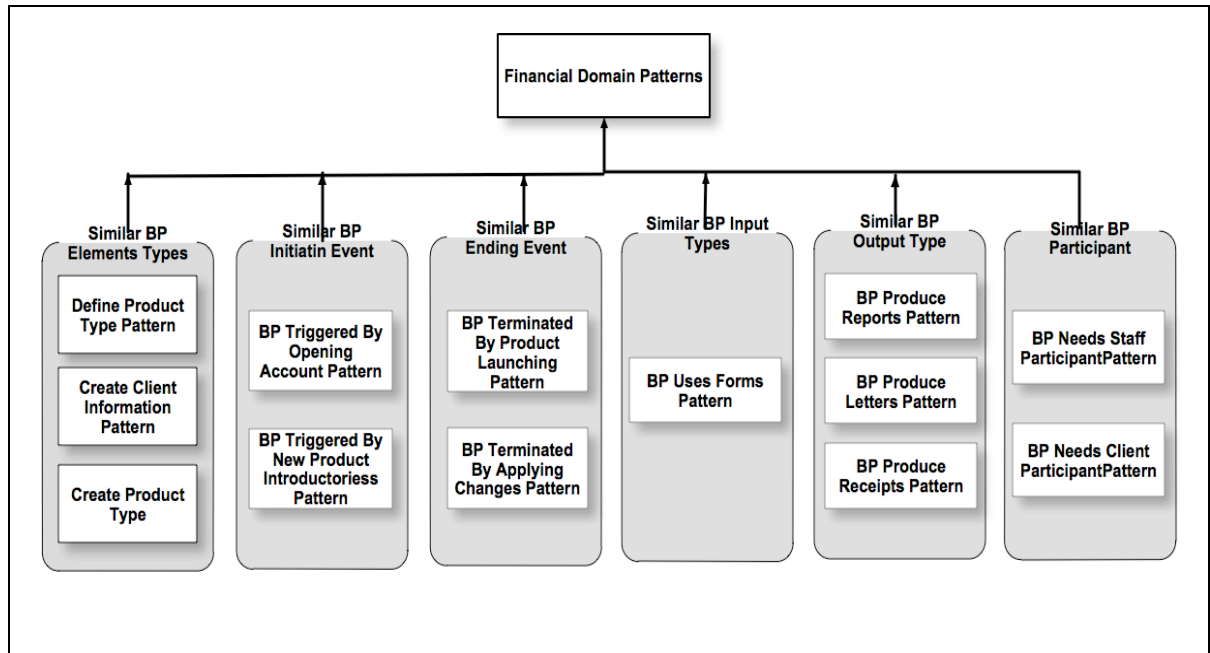 Financial Domain Patterns
Similar BP
Elements Types
Define Product
Type Pattern
Create Client
Information
Pattern
Create Product
Type
Similar BP
Initiatin Event
BP Triggered By
Opening
Account Pattern
BP Triggered By
New Product
Introductoriess
Pattern
Similar BP
Ending Event
BP Terminated
By Product
Launching
Pattern
BP Terminated
By Applying
Changes Pattern
Similar BP Input
Types
BP Uses Forms
Pattern
Similar BP
Output Type
BP Produce
Reports Pattern
BP Produce
Letters Pattern
BP Produce
Receipts Pattern
Similar BP
Participant
BP Needs Staff
ParticipantPattern
BP Needs Client
ParticipantPattern